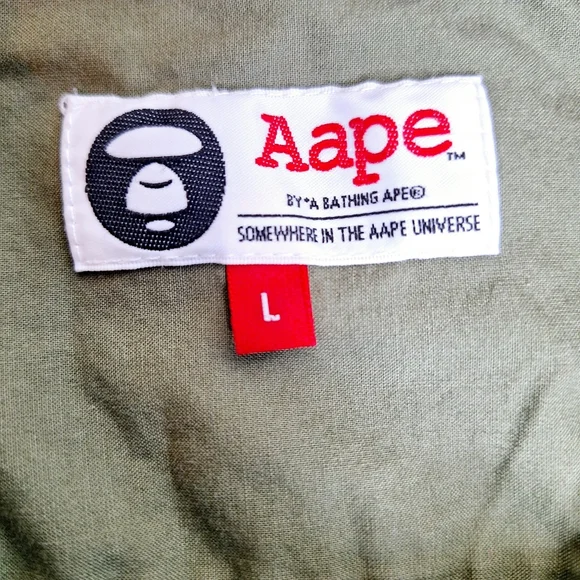 Aape™
BY*A BATHING APE®
SOMEWHERE IN THE AAPE UNIVERSE
L